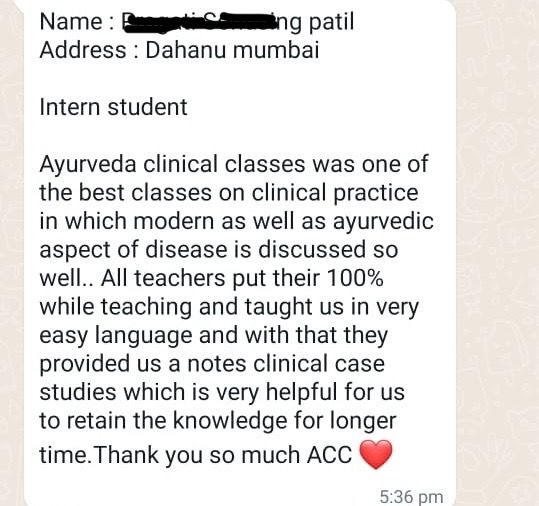 Name : ng patil
Address : Dahanu mumbai
Intern student
Ayurveda clinical classes was one of
the best classes on clinical practice
in which modern as well as ayurvedic
aspect of disease is discussed so
well.. All teachers put their 100%
while teaching and taught us in very
easy language and with that they
provided us a notes clinical case
studies which is very helpful for us
to retain the knowledge for longer
time.Thank you so much ACC ❤️
5:36 pm